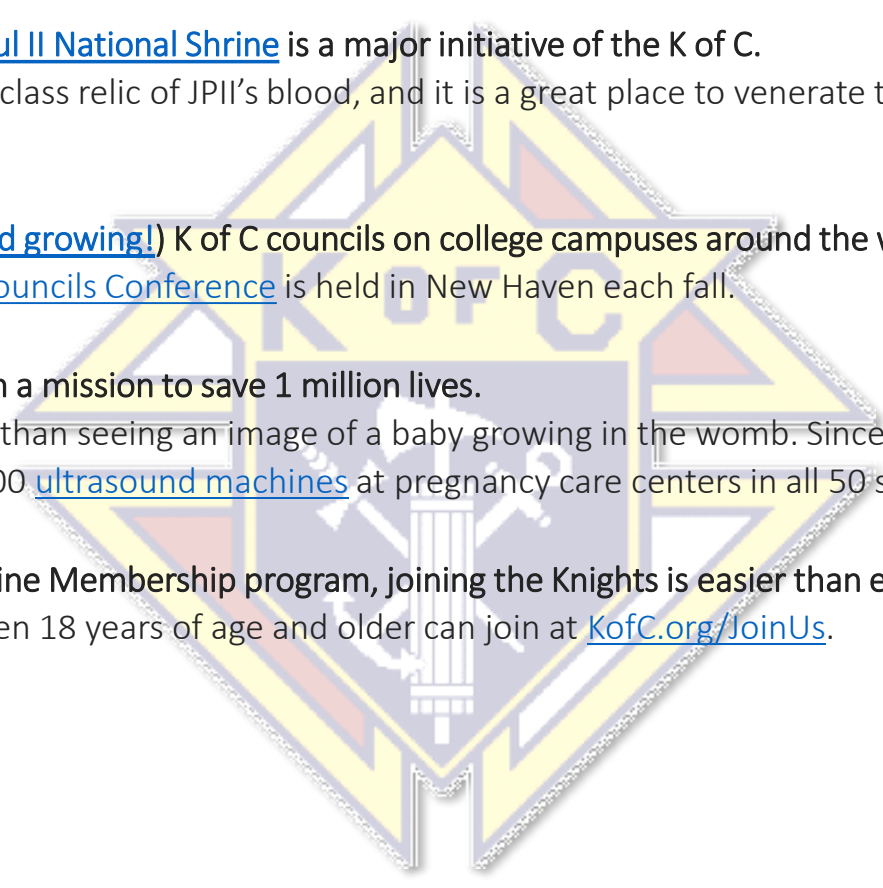 ul II National Shrine is a major initiative of the K of C.
class relic of JPII’s blood, and it is a great place to venerate t
d growing!) K of C councils on college campuses around the v
ouncils Conference is held in New Haven each fall.
K OF C
n a mission to save 1 million lives.
than seeing an image of a baby growing in the womb. Since
00 ultrasound machines at pregnancy care centers in all 50 s
ine Membership program, joining the Knights is easier than e
en 18 years of age and older can join at KofC.org/JoinUs.